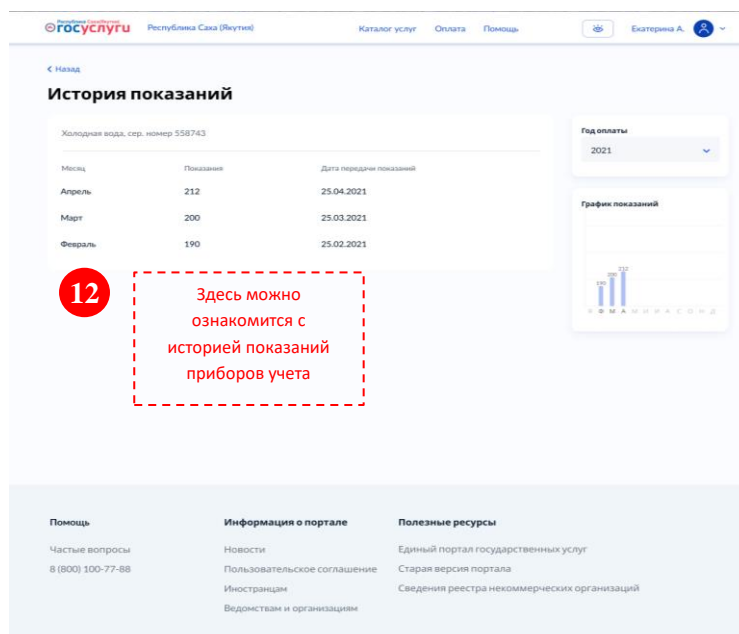 госуслуги Республика Саха (Якутия) Каталог услуг Оплата Помощь Екатерина А.
Назад
История показаний
Холодная вода, сер. номер 558743
Месяц Показания Дата передачи показаний
Апрель 212 25.04.2021
Март 200 25.03.2021
Февраль 190 25.02.2021
Год оплаты
2021
График показаний
190 200 212
Я Ф М А М И И А С О Н Д
12
Здесь можно
ознакомится с
историей показаний
приборов учета
Помощь
Частые вопросы
8 (800) 100-77-88
Информация о портале
Новости
Пользовательское соглашение
Иностранцам
Ведомствам и организациям
Полезные ресурсы
Единый портал государственных услуг
Старая версия портала
Сведения реестра некоммерческих организаций